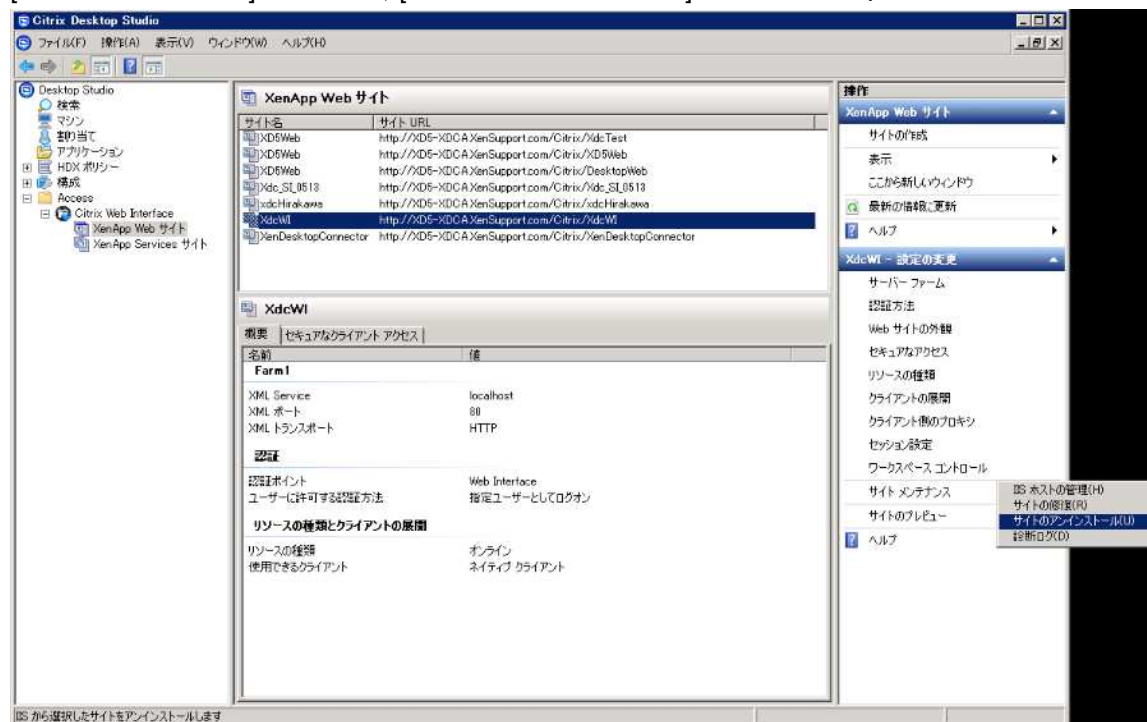 Citrix Desktop Studio
ファイル(F) 操作(A) 表示(V) ウィンドウ(W) ヘルプ(H)
Desktop Studio
検索
マシン
割り当て
アプリケーション
HDX ポリシー
構成
Access
Citrix Web Interface
XenApp Web サイト
XenApp Services サイト
XenApp Web サイト
サイト名 サイト URL
XD5Web http://XD5-XDCA.XenSupport.com/Citrix/XdcTest
XD5Web http://XD5-XDCA.XenSupport.com/Citrix/XD5Web
XD5Web http://XD5-XDCA.XenSupport.com/Citrix/DesktopWeb
Xdc_SI_0513 http://XD5-XDCA.XenSupport.com/Citrix/Xdc_SI_0513
xdcHirakawa http://XD5-XDCA.XenSupport.com/Citrix/xdcHirakawa
XdcWI http://XD5-XDCA.XenSupport.com/Citrix/XdcWI
XenDesktopConnector http://XD5-XDCA.XenSupport.com/Citrix/XenDesktopConnector
XdcWI
概要 セキュアなクライアント アクセス
名前 値
Farm1
XML Service localhost
XML ポート 80
XML トランスポート HTTP
認証
認証ポイント Web Interface
ユーザーに許可する認証方法 指定ユーザーとしてログオン
リソースの種類とクライアントの展開
リソースの種類 オンライン
使用できるクライアント ネイティブ クライアント
操作
XenApp Web サイト
サイトの作成
表示
ここから新しいウィンドウ
最新の情報に更新
ヘルプ
XdcWI - 設定の変更
サーバー ファーム
認証方法
Web サイトの外観
セキュアなアクセス
リソースの種類
クライアントの展開
クライアント側のプロキシ
セッション設定
ワークスペース コントロール
サイト メンテナンス
サイトのプレビュー
ヘルプ
IIS ホストの管理(H)
サイトの修復(R)
サイトのアンインストール(U)
診断ログ(D)
IIS から選択したサイトをアンインストールします